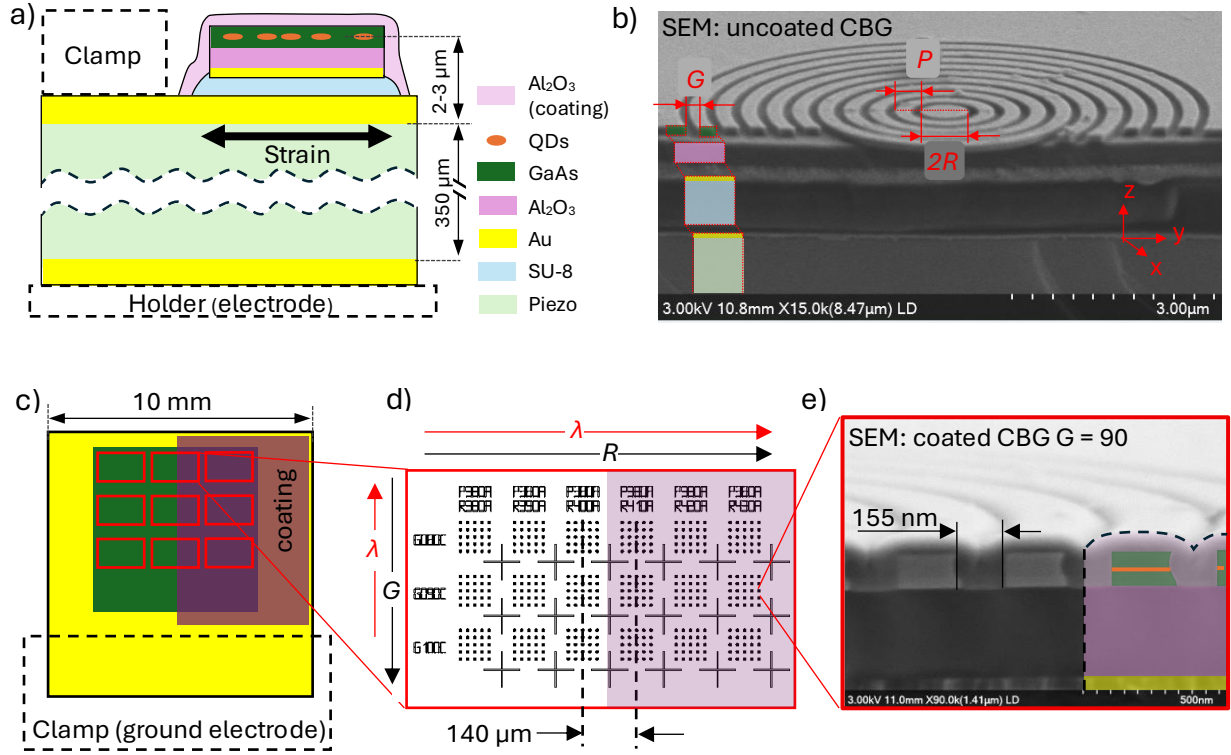 a)
Clamp
2-3 µm
Strain
350 µm
Holder (electrode)
Al₂O₃
(coating)
QDs
GaAs
Al₂O₃
Au
SU-8
Piezo
b)
SEM: uncoated CBG
P
G
2R
z
y
x
3.00kV 10.8mm X15.0k(8.47µm) LD
3.00µm
c)
10 mm
coating
Clamp (ground electrode)
d)
λ
R
λ
G
G080C
G090C
G100C
140 µm
e)
SEM: coated CBG G = 90
155 nm
3.00kV 11.0mm X90.0k(1.41µm) LD
500nm